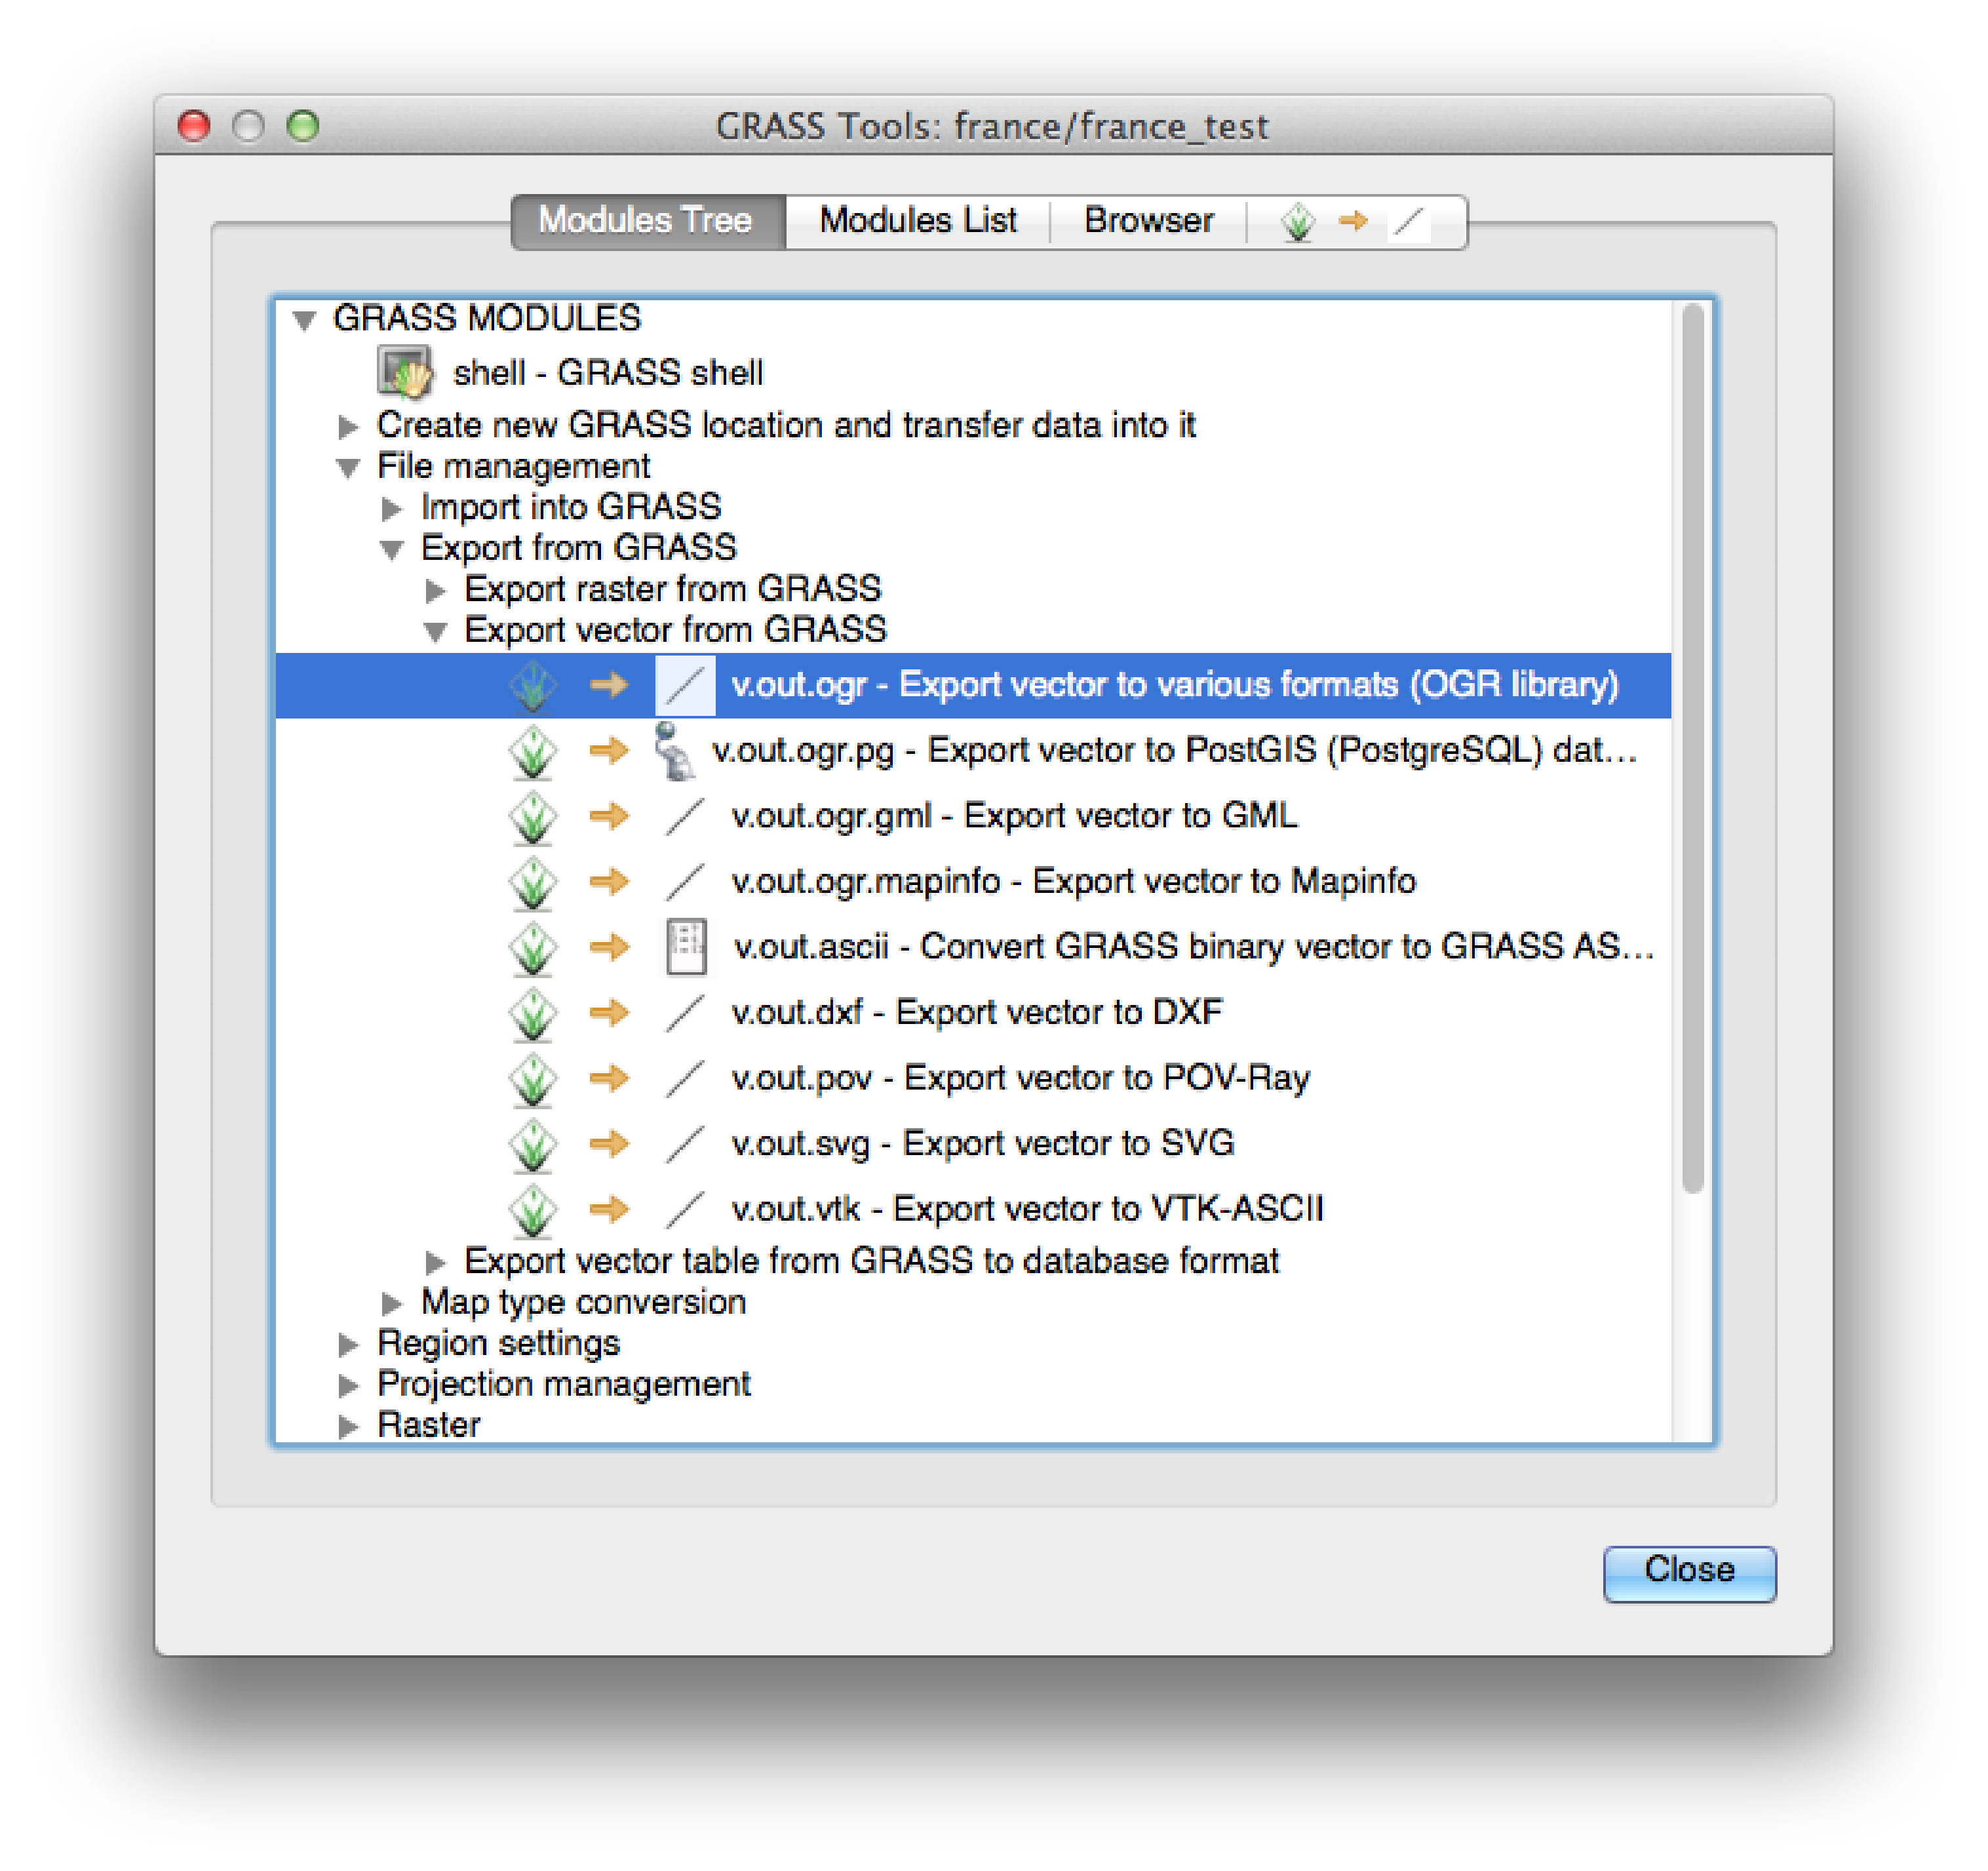 GRASS Tools: france/france_test
Modules Tree Modules List Browser
GRASS MODULES
shell - GRASS shell
Create new GRASS location and transfer data into it
File management
Import into GRASS
Export from GRASS
Export raster from GRASS
Export vector from GRASS
v.out.ogr - Export vector to various formats (OGR library)
v.out.ogr.pg - Export vector to PostGIS (PostgreSQL) dat...
v.out.ogr.gml - Export vector to GML
v.out.ogr.mapinfo - Export vector to Mapinfo
v.out.ascii - Convert GRASS binary vector to GRASS AS...
v.out.dxf - Export vector to DXF
v.out.pov - Export vector to POV-Ray
v.out.svg - Export vector to SVG
v.out.vtk - Export vector to VTK-ASCII
Export vector table from GRASS to database format
Map type conversion
Region settings
Projection management
Raster
Close